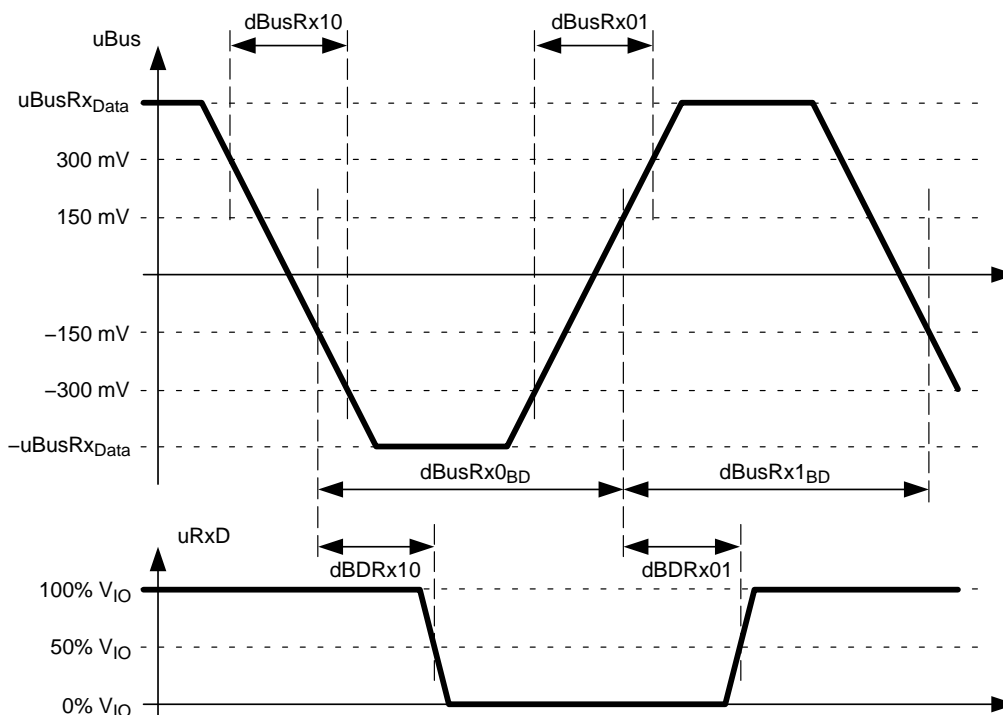 dBusRx10 dBusRx01
uBus
uBusRxData
300 mV
150 mV
–150 mV
–300 mV
–uBusRxData
dBusRx0BD dBusRx1BD
uRxD
dBDRx10 dBDRx01
100% VIO
50% VIO
0% VIO